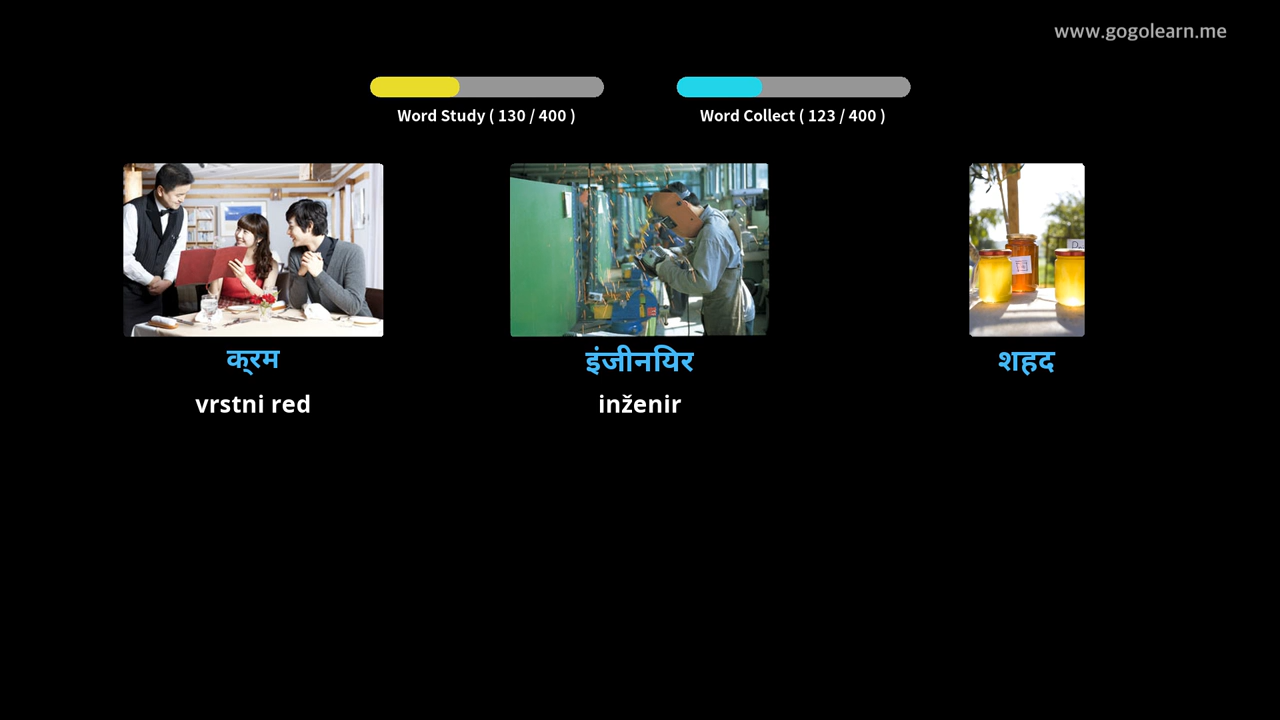 www.gogolearn.me
Word Study ( 130 / 400 )
Word Collect ( 123 / 400 )
क्रम
इंजीनियर
शहद
vrstni red
inženir